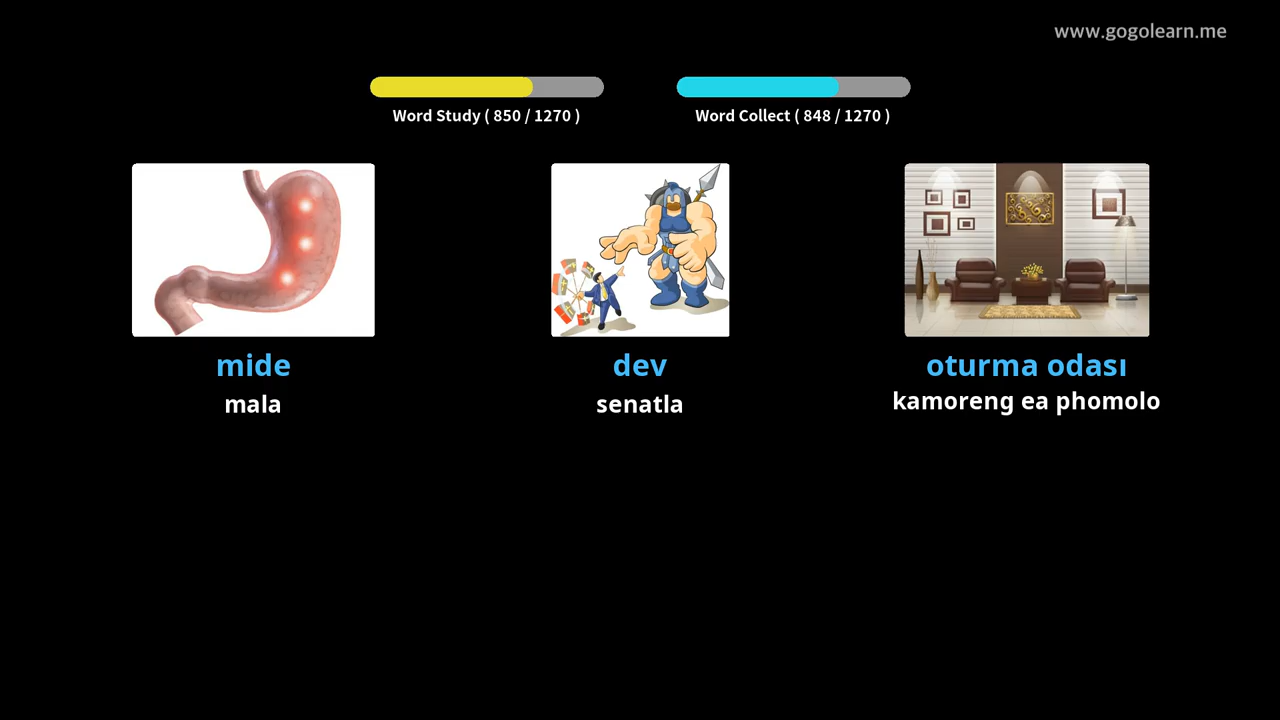 www.gogolearn.me
Word Study ( 850 / 1270 )
Word Collect ( 848 / 1270 )
mide
mala
dev
senatla
oturma odası
kamoreng ea phomolo